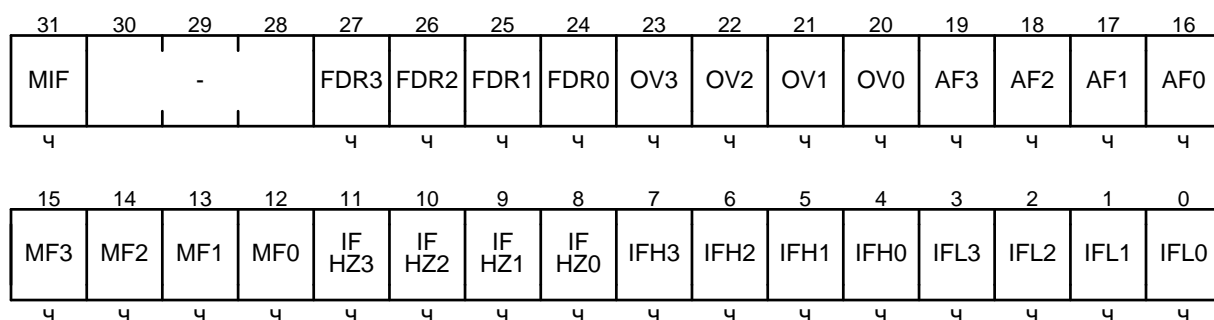 31 30 29 28 27 26 25 24 23 22 21 20 19 18 17 16
MIF - FDR3 FDR2 FDR1 FDR0 OV3 OV2 OV1 OV0 AF3 AF2 AF1 AF0
ч ч ч ч ч ч ч ч ч ч ч ч ч
15 14 13 12 11 10 9 8 7 6 5 4 3 2 1 0
MF3 MF2 MF1 MF0 IF HZ3 IF HZ2 IF HZ1 IF HZ0 IFH3 IFH2 IFH1 IFH0 IFL3 IFL2 IFL1 IFL0
ч ч ч ч ч ч ч ч ч ч ч ч ч ч ч ч